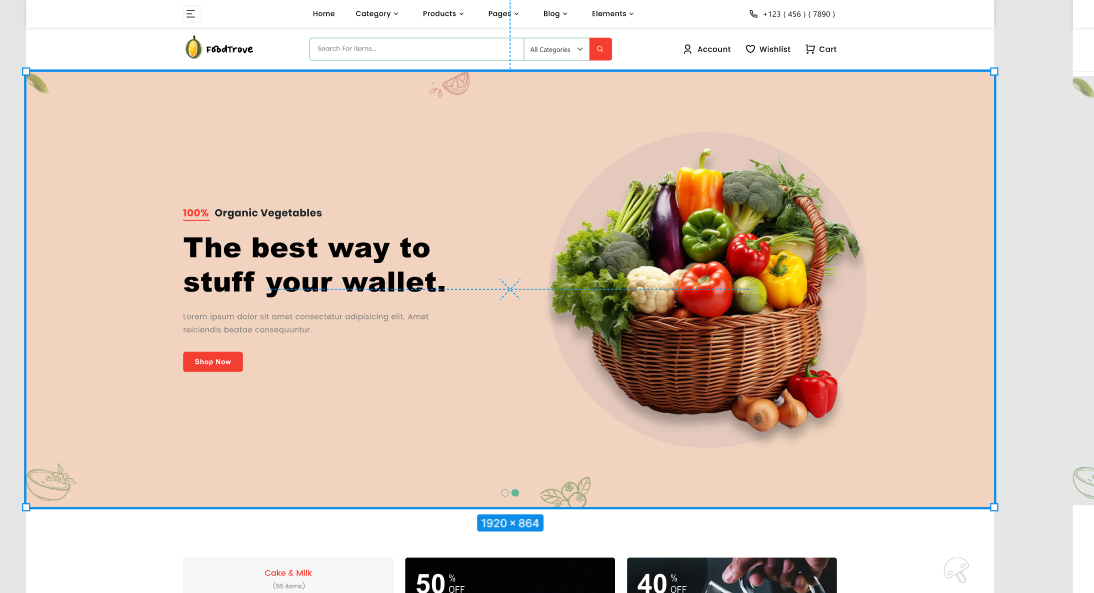 Home Category Products Pages Blog Elements +123 ( 456 ) ( 7890 )
FoodTrove Search For items... All Categories Account Wishlist Cart
100% Organic Vegetables
The best way to
stuff your wallet.
Lorem ipsum dolor sit amet consectetur adipisicing elit. Amet
reiciendis beatae consequuntur.
Shop Now
1920 × 864
Cake & Milk
(65 items)
50 % OFF
40 % OFF